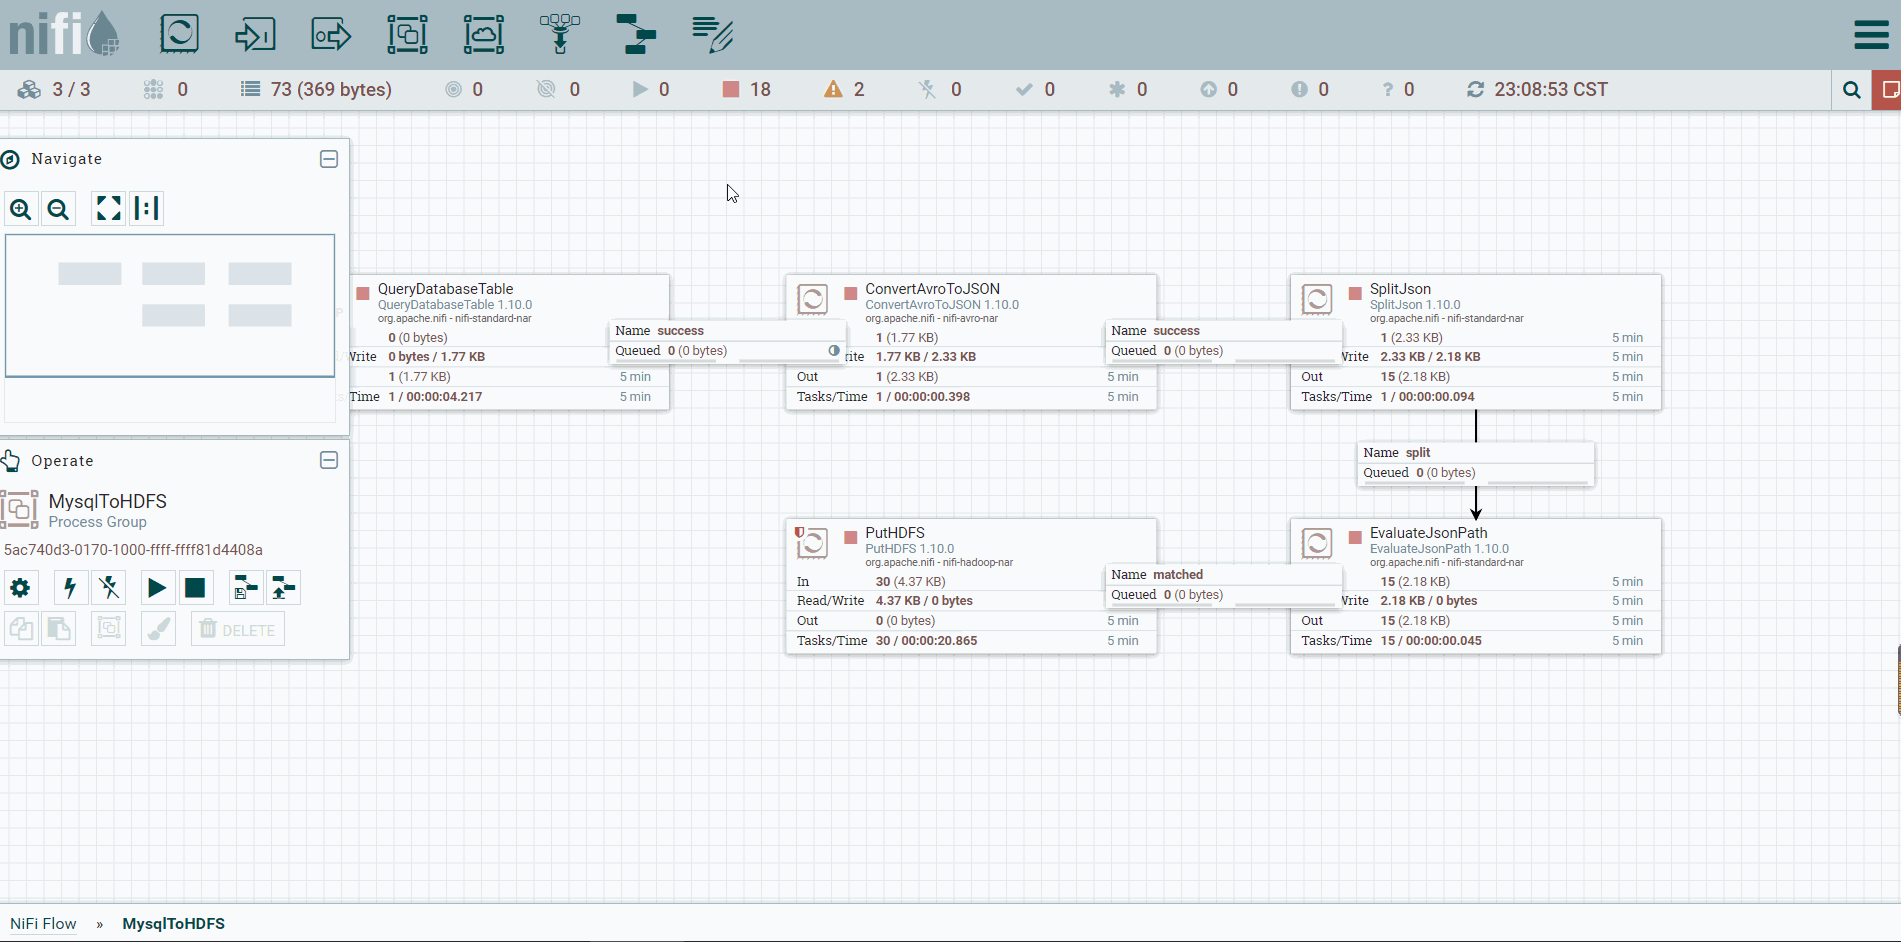 nifi
3 / 3 0 73 (369 bytes) 0 0 0 18 2 0 0 0 0 0 ? 0 23:08:53 CST
Navigate
QueryDatabaseTable
QueryDatabaseTable 1.10.0
org.apache.nifi - nifi-standard-nar
0 (0 bytes)
Write 0 bytes / 1.77 KB
1 (1.77 KB) 5 min
Time 1 / 00:00:04.217 5 min
Name success
Queued 0 (0 bytes)
ConvertAvroToJSON
ConvertAvroToJSON 1.10.0
org.apache.nifi - nifi-avro-nar
1 (1.77 KB)
rite 1.77 KB / 2.33 KB
Out 1 (2.33 KB) 5 min
Tasks/Time 1 / 00:00:00.398 5 min
Name success
Queued 0 (0 bytes)
SplitJson
SplitJson 1.10.0
org.apache.nifi - nifi-standard-nar
1 (2.33 KB) 5 min
Write 2.33 KB / 2.18 KB 5 min
Out 15 (2.18 KB) 5 min
Tasks/Time 1 / 00:00:00.094 5 min
Name split
Queued 0 (0 bytes)
Operate
MysqlToHDFS
Process Group
5ac740d3-0170-1000-ffff-ffff81d4408a
DELETE
PutHDFS
PutHDFS 1.10.0
org.apache.nifi - nifi-hadoop-nar
In 30 (4.37 KB)
Read/Write 4.37 KB / 0 bytes
Out 0 (0 bytes) 5 min
Tasks/Time 30 / 00:00:20.865 5 min
Name matched
Queued 0 (0 bytes)
EvaluateJsonPath
EvaluateJsonPath 1.10.0
org.apache.nifi - nifi-standard-nar
15 (2.18 KB) 5 min
Write 2.18 KB / 0 bytes 5 min
Out 15 (2.18 KB) 5 min
Tasks/Time 15 / 00:00:00.045 5 min
NiFi Flow » MysqlToHDFS